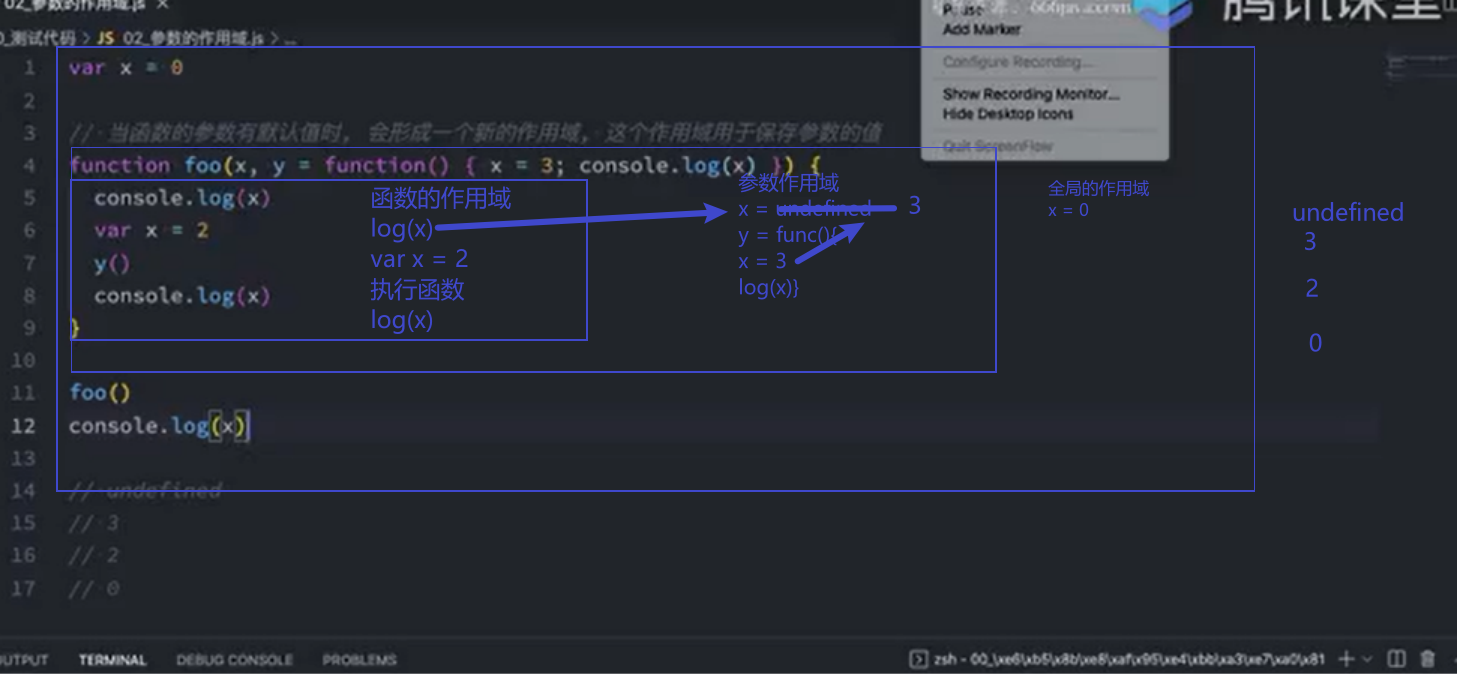 02_参数的作用域.js ×
腾讯课堂
0_测试代码 > JS 02_参数的作用域.js > ...
Pause
Add Marker
Configure Recording...
Show Recording Monitor...
Hide Desktop Icons
Quit ScreenFlow
1 var x = 0
2
3 // 当函数的参数有默认值时, 会形成一个新的作用域, 这个作用域用于保存参数的值
4 function foo(x, y = function() { x = 3; console.log(x) }) {
5 console.log(x)
6 var x = 2
7 y()
8 console.log(x)
9 }
10
11 foo()
12 console.log(x)
13
14 // undefined
15 // 3
16 // 2
17 // 0
函数的作用域
log(x)
var x = 2
执行函数
log(x)
参数作用域
x = undefined 3
y = func(){
x = 3
log(x)}
全局的作用域
x = 0
undefined
3
2
0
OUTPUT TERMINAL DEBUG CONSOLE PROBLEMS
zsh - 00_\xe6\xb5\x8b\xe8\xaf\x95\xe4\xbb\xa3\xe7\xa0\x81